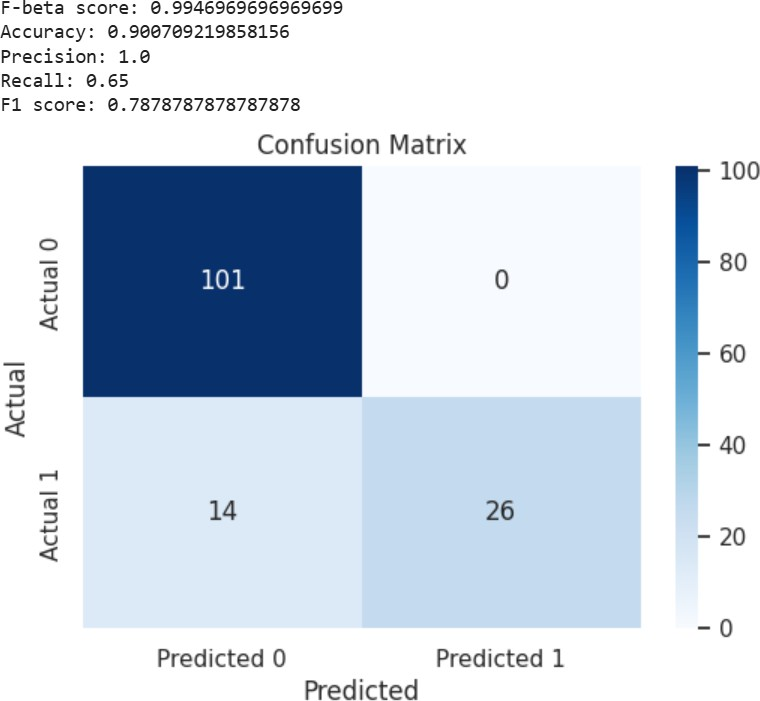 F-beta score: 0.9946969696969699
Accuracy: 0.900709219858156
Precision: 1.0
Recall: 0.65
F1 score: 0.7878787878787878
Confusion Matrix
Actual
Actual 0
101
0
Actual 1
14
26
Predicted 0
Predicted 1
Predicted
100
80
60
40
20
0